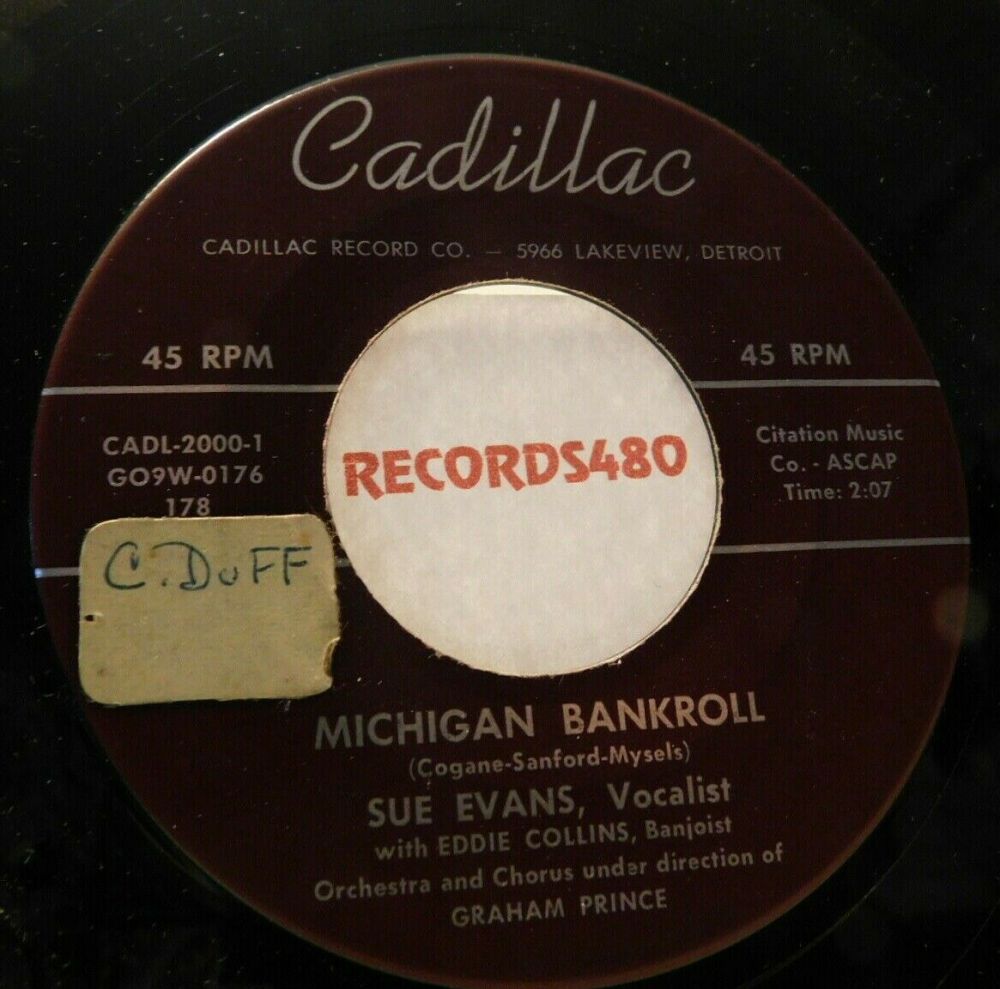 Cadillac
CADILLAC RECORD CO. — 5966 LAKEVIEW, DETROIT
45 RPM
45 RPM
CADL-2000-1
GO9W-0176
178
Citation Music
Co. - ASCAP
Time: 2:07
RECORDS480
C. DuFF
MICHIGAN BANKROLL
(Cogane-Sanford-Mysels)
SUE EVANS, Vocalist
with EDDIE COLLINS, Banjoist
Orchestra and Chorus under direction of
GRAHAM PRINCE